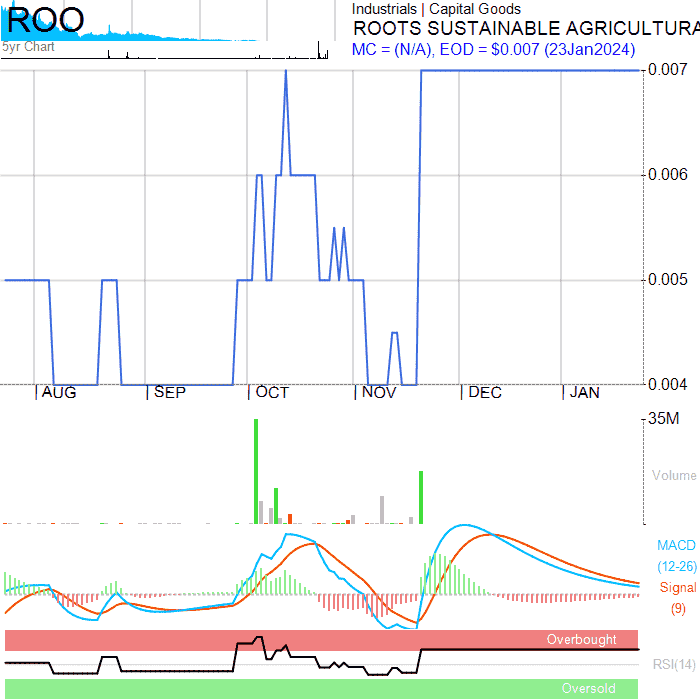 ROO
Industrials | Capital Goods
ROOTS SUSTAINABLE AGRICULTURA
5yr Chart
MC = (N/A), EOD = $0.007 (23Jan2024)
0.007
0.006
0.005
0.004
AUG
SEP
OCT
NOV
DEC
JAN
35M
Volume
MACD
(12-26)
Signal
(9)
Overbought
RSI(14)
Oversold